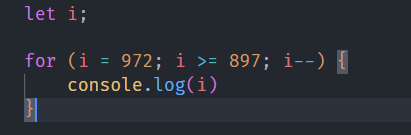 let i;
for (i = 972; i >= 897; i--) {
    console.log(i)
}